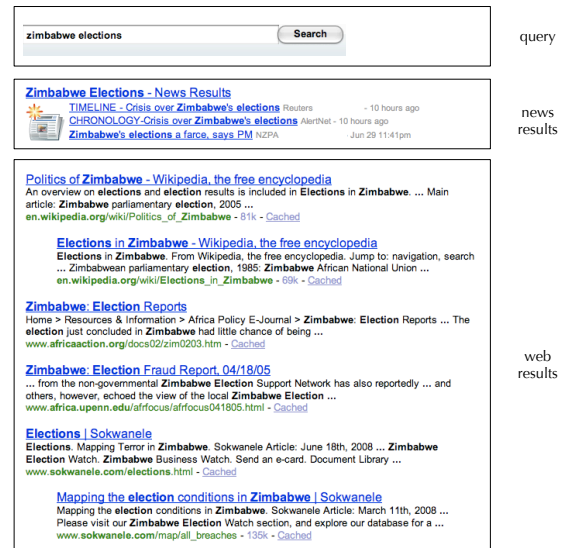 zimbabwe elections
Search
query
Zimbabwe Elections - News Results
TIMELINE - Crisis over Zimbabwe's elections Reuters - 10 hours ago
CHRONOLOGY-Crisis over Zimbabwe's elections AlertNet - 10 hours ago
Zimbabwe's elections a farce, says PM NZPA - Jun 29 11:41pm
news
results
Politics of Zimbabwe - Wikipedia, the free encyclopedia
An overview on elections and election results is included in Elections in Zimbabwe. ... Main
article: Zimbabwe parliamentary election, 2005 ...
en.wikipedia.org/wiki/Politics_of_Zimbabwe - 81k - Cached
Elections in Zimbabwe - Wikipedia, the free encyclopedia
Elections in Zimbabwe. From Wikipedia, the free encyclopedia. Jump to: navigation, search
... Zimbabwean parliamentary election, 1985: Zimbabwe African National Union ...
en.wikipedia.org/wiki/Elections_in_Zimbabwe - 69k - Cached
Zimbabwe: Election Reports
Home > Resources & Information > Africa Policy E-Journal > Zimbabwe: Election Reports ... The
election just concluded in Zimbabwe had little chance of being ...
www.africaaction.org/docs02/zim0203.htm - Cached
Zimbabwe: Election Fraud Report, 04/18/05
... from the non-governmental Zimbabwe Election Support Network has also reportedly ... and
others, however, echoed the view of the local Zimbabwe Election ...
www.africa.upenn.edu/afrfocus/afrfocus041805.html - Cached
Elections | Sokwanele
Elections. Mapping Terror in Zimbabwe. Sokwanele Article: June 18th, 2008 ... Zimbabwe
Election Watch. Zimbabwe Business Watch. Send an e-card. Document Library ...
www.sokwanele.com/elections.html - Cached
Mapping the election conditions in Zimbabwe | Sokwanele
Mapping the election conditions in Zimbabwe. Sokwanele Article: March 11th, 2008 ...
Please visit our Zimbabwe Election Watch section, and explore our database for a ...
www.sokwanele.com/map/all_breaches - 135k - Cached
web
results